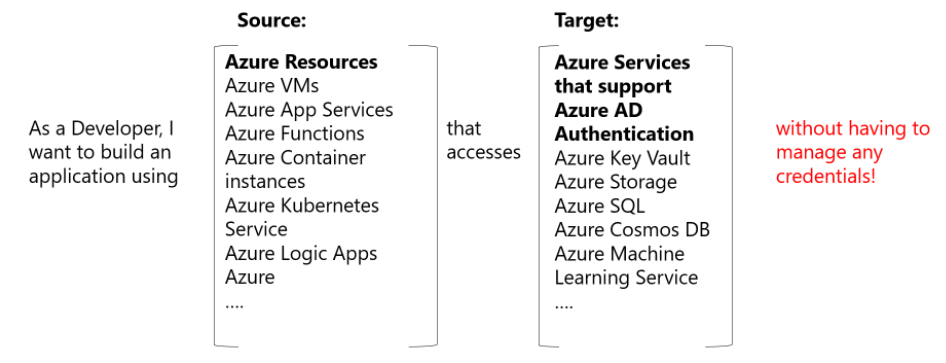 Source:
Target:
As a Developer, I
want to build an
application using
Azure Resources
Azure VMs
Azure App Services
Azure Functions
Azure Container
instances
Azure Kubernetes
Service
Azure Logic Apps
Azure
....
that
accesses
Azure Services
that support
Azure AD
Authentication
Azure Key Vault
Azure Storage
Azure SQL
Azure Cosmos DB
Azure Machine
Learning Service
....
without having to
manage any
credentials!